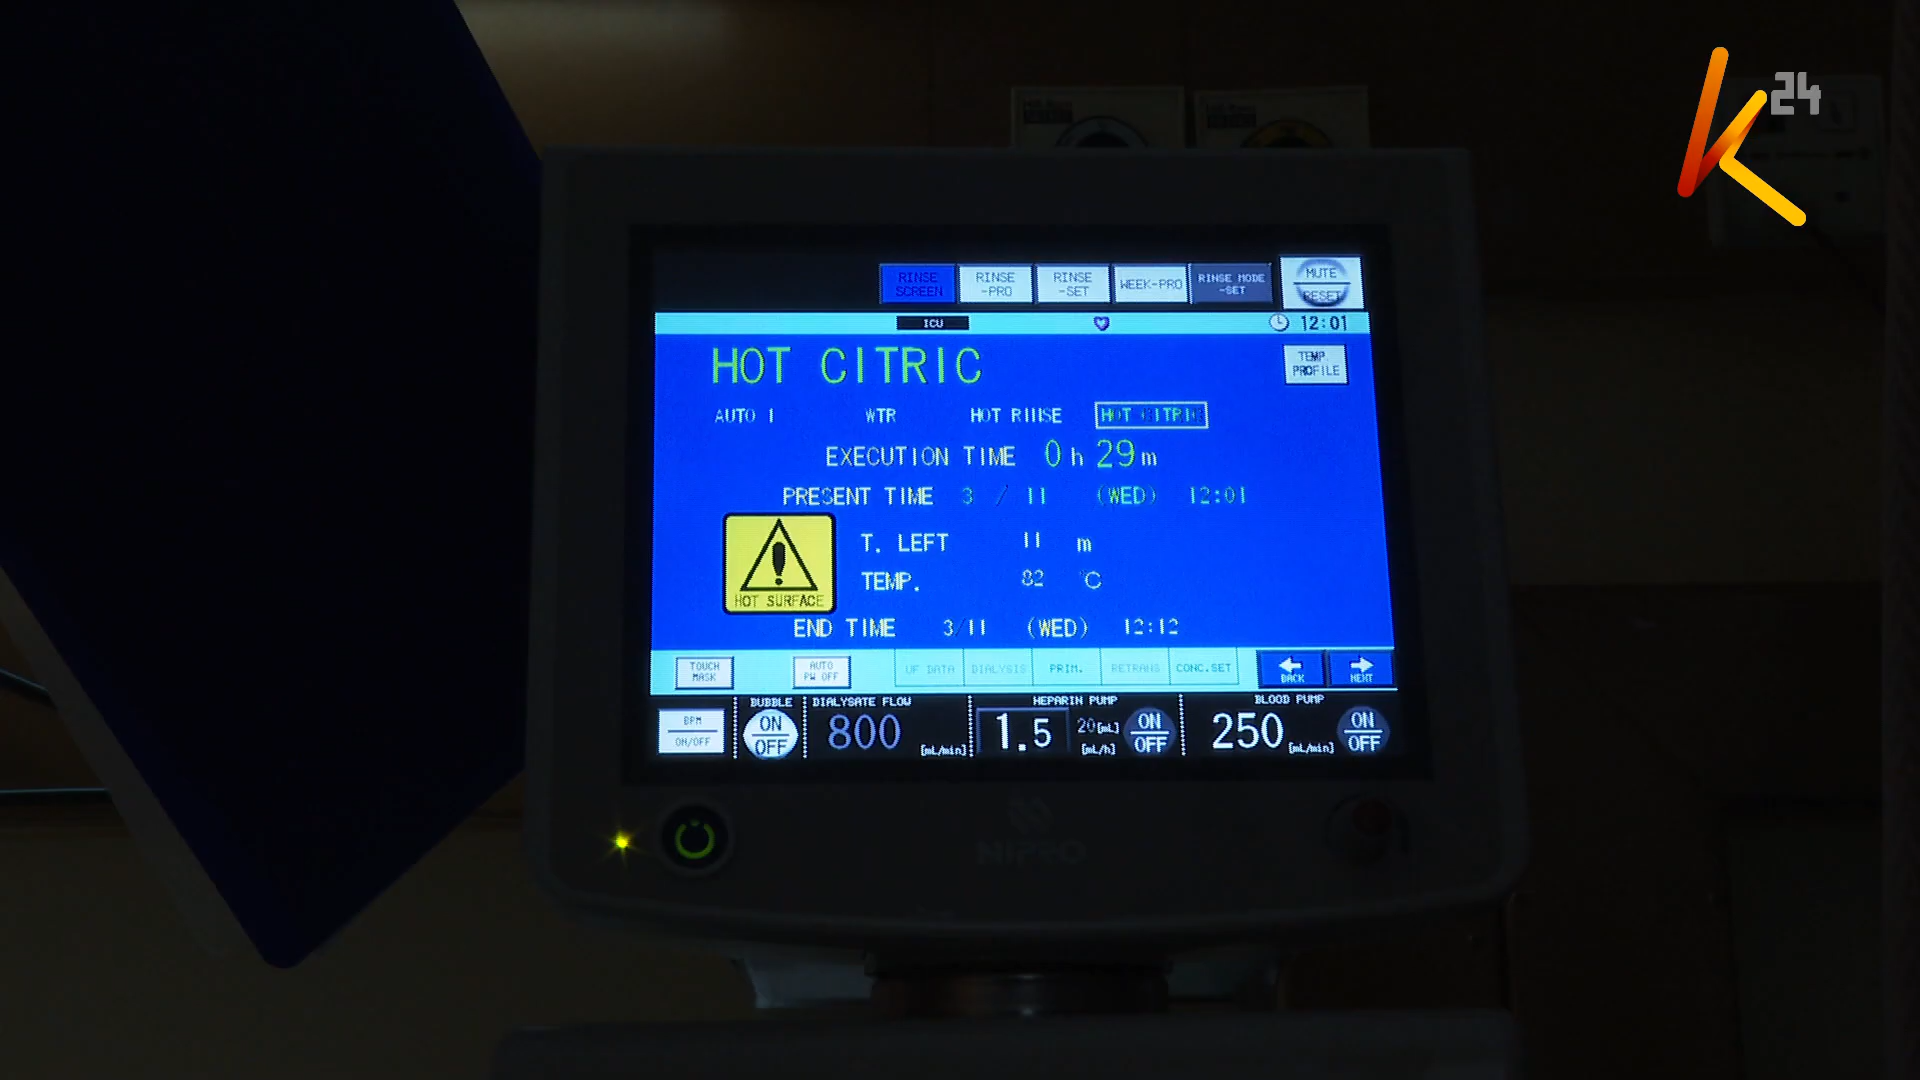 24
RINSE SCREEN RINSE -PRO RINSE -SET WEEK-PRO RINSE MODE -SET MUTE RESET
ICU 12:01
HOT CITRIC TEMP. PROFILE
AUTO 1 WTR HOT RINSE HOT CITRIC
EXECUTION TIME 0 h 29 m
PRESENT TIME 3 / 11 (WED) 12:01
T. LEFT 11 m
TEMP. 82 ℃
HOT SURFACE
END TIME 3/11 (WED) 12:12
TOUCH MASK AUTO PW OFF UF DATA DIALYSIS PRIM. RETRANS CONC.SET BACK NEXT
BPM ON/OFF BUBBLE ON OFF DIALYSATE FLOW 800 [mL/min] HEPARIN PUMP 1.5 20[mL] [mL/h] ON OFF BLOOD PUMP 250 [mL/min] ON OFF
NIPRO